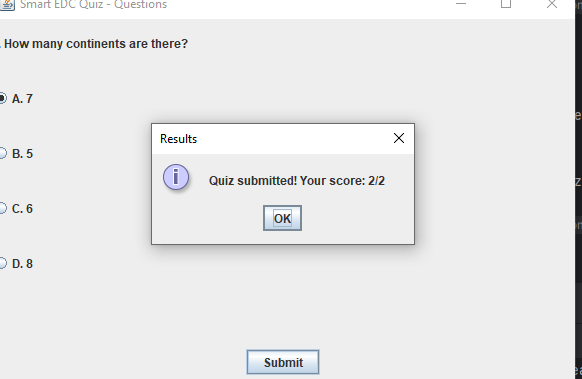 Smart EDC Quiz - Questions
. How many continents are there?
A. 7
B. 5
C. 6
D. 8
Results
Quiz submitted! Your score: 2/2
OK
Submit